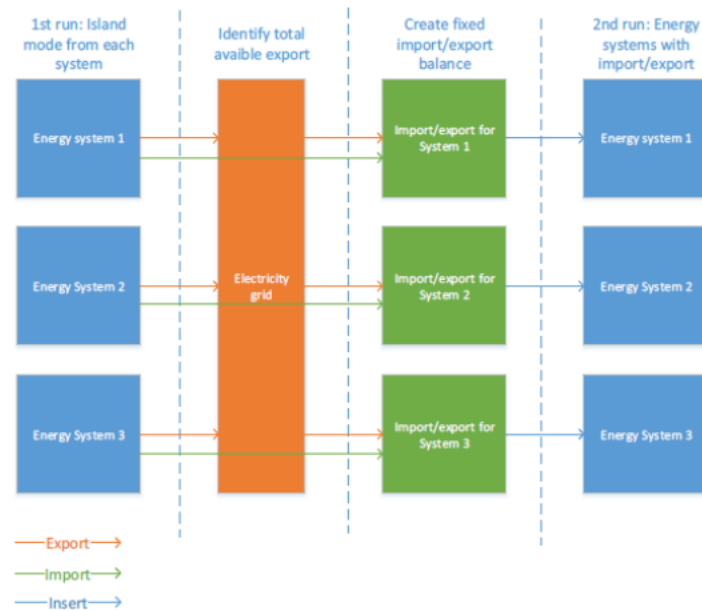 1st run: Island
mode from each
system
Identify total
avaible export
Create fixed
import/export
balance
2nd run: Energy
systems with
import/export
Energy system 1
Import/export for
System 1
Energy system 1
Energy System 2
Electricity
grid
Import/export for
System 2
Energy System 2
Energy System 3
Import/export for
System 3
Energy System 3
Export
Import
Insert